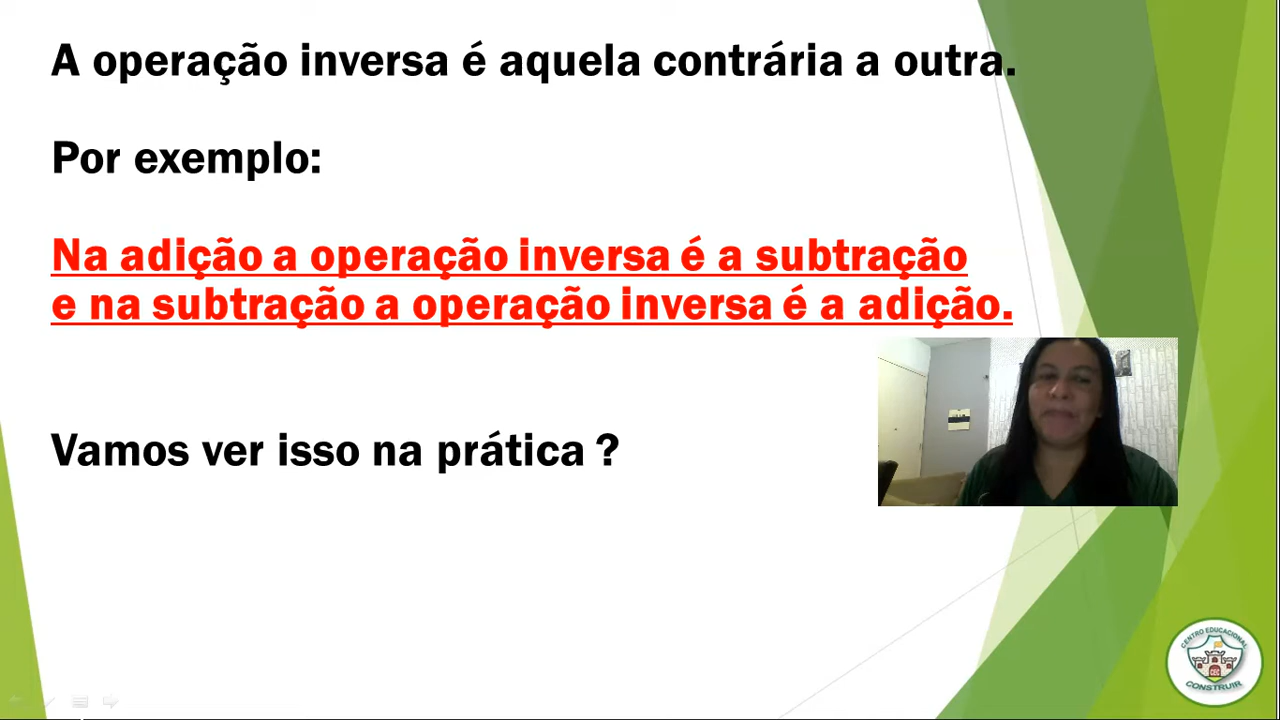 A operação inversa é aquela contrária a outra.
Por exemplo:
Na adição a operação inversa é a subtração
e na subtração a operação inversa é a adição.
Vamos ver isso na prática ?
CENTRO EDUCACIONAL
CEC
CONSTRUIR